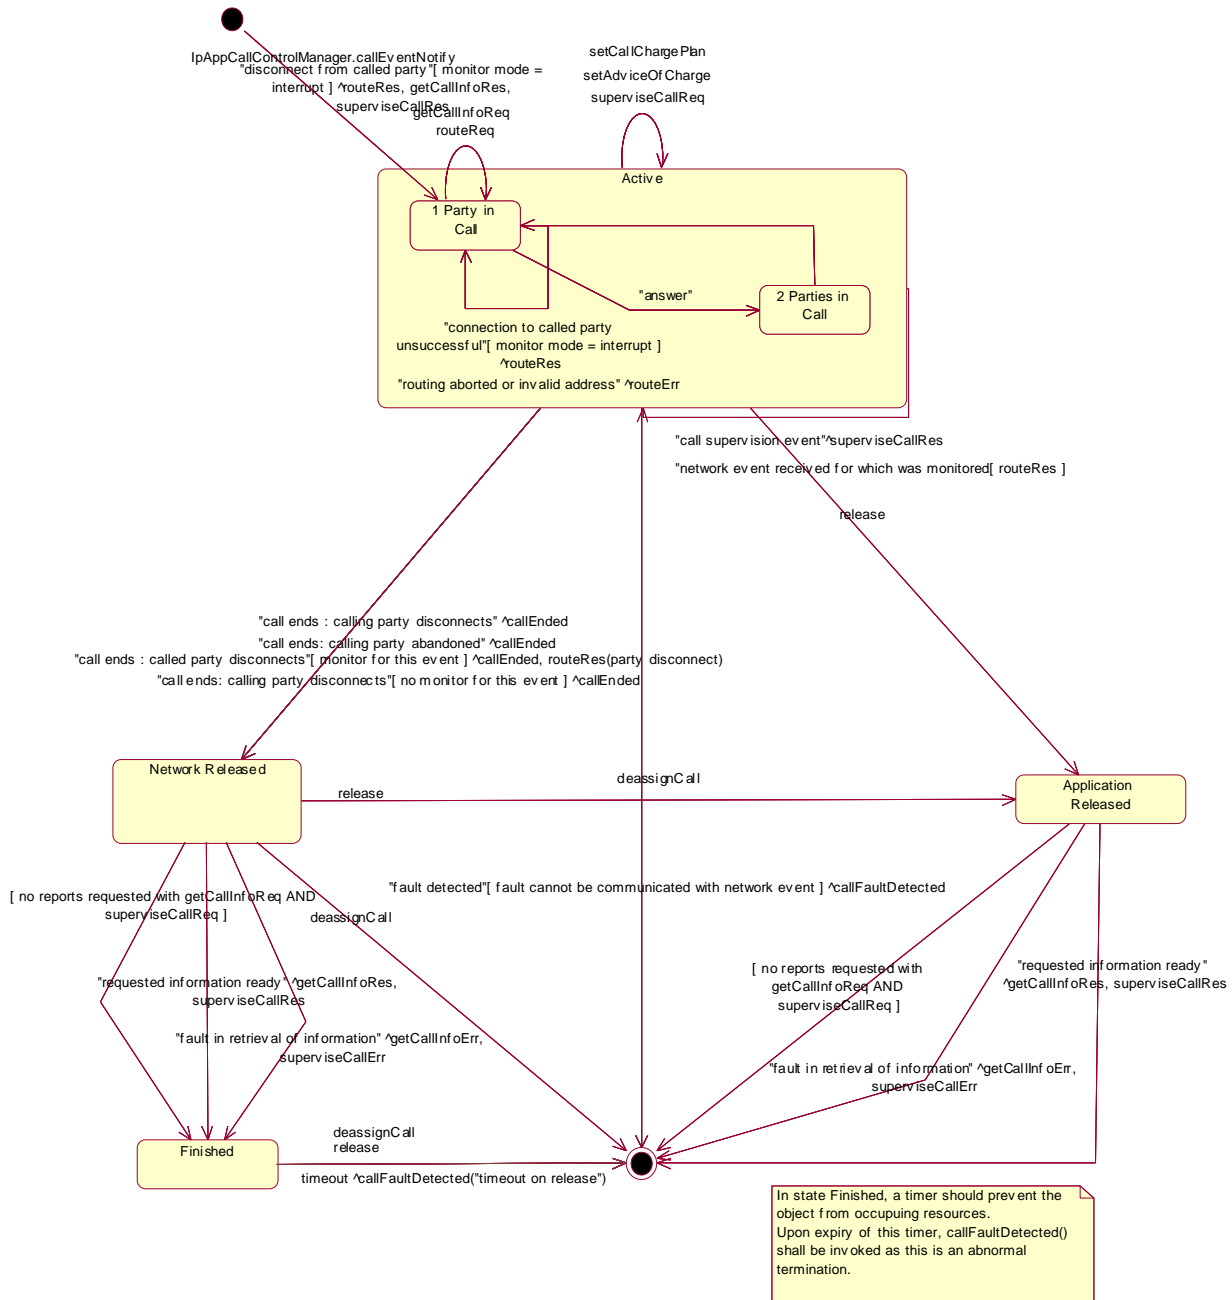 IpAppCallControlManager.callEventNotify
"disconnect from called party"[ monitor mode =
interrupt ] ^routeRes, getCallInfoRes,
superviseCallRes
getCallInfoReq
routeReq
setCallChargePlan
setAdviceOfCharge
superviseCallReq
Active
1 Party in
Call
"answer"
2 Parties in
Call
"connection to called party
unsuccessful"[ monitor mode = interrupt ]
^routeRes
"routing aborted or invalid address" ^routeErr
"call supervision event"^superviseCallRes
"network event received for which was monitored[ routeRes ]
release
"call ends : calling party disconnects" ^callEnded
"call ends: calling party abandoned" ^callEnded
"call ends : called party disconnects"[ monitor for this event ] ^callEnded, routeRes(party disconnect)
"call ends: calling party disconnects"[ no monitor for this event ] ^callEnded
Network Released
release
deassignCall
Application
Released
"fault detected"[ fault cannot be communicated with network event ] ^callFaultDetected
[ no reports requested with getCallInfoReq AND
superviseCallReq ]
deassignCall
"requested information ready" ^getCallInfoRes,
superviseCallRes
"fault in retrieval of information" ^getCallInfoErr,
superviseCallErr
[ no reports requested with
getCallInfoReq AND
superviseCallReq ]
"requested information ready"
^getCallInfoRes, superviseCallRes
"fault in retrieval of information" ^getCallInfoErr,
superviseCallErr
Finished
deassignCall
release
timeout ^callFaultDetected("timeout on release")
In state Finished, a timer should prevent the
object from occupuing resources.
Upon expiry of this timer, callFaultDetected()
shall be invoked as this is an abnormal
termination.